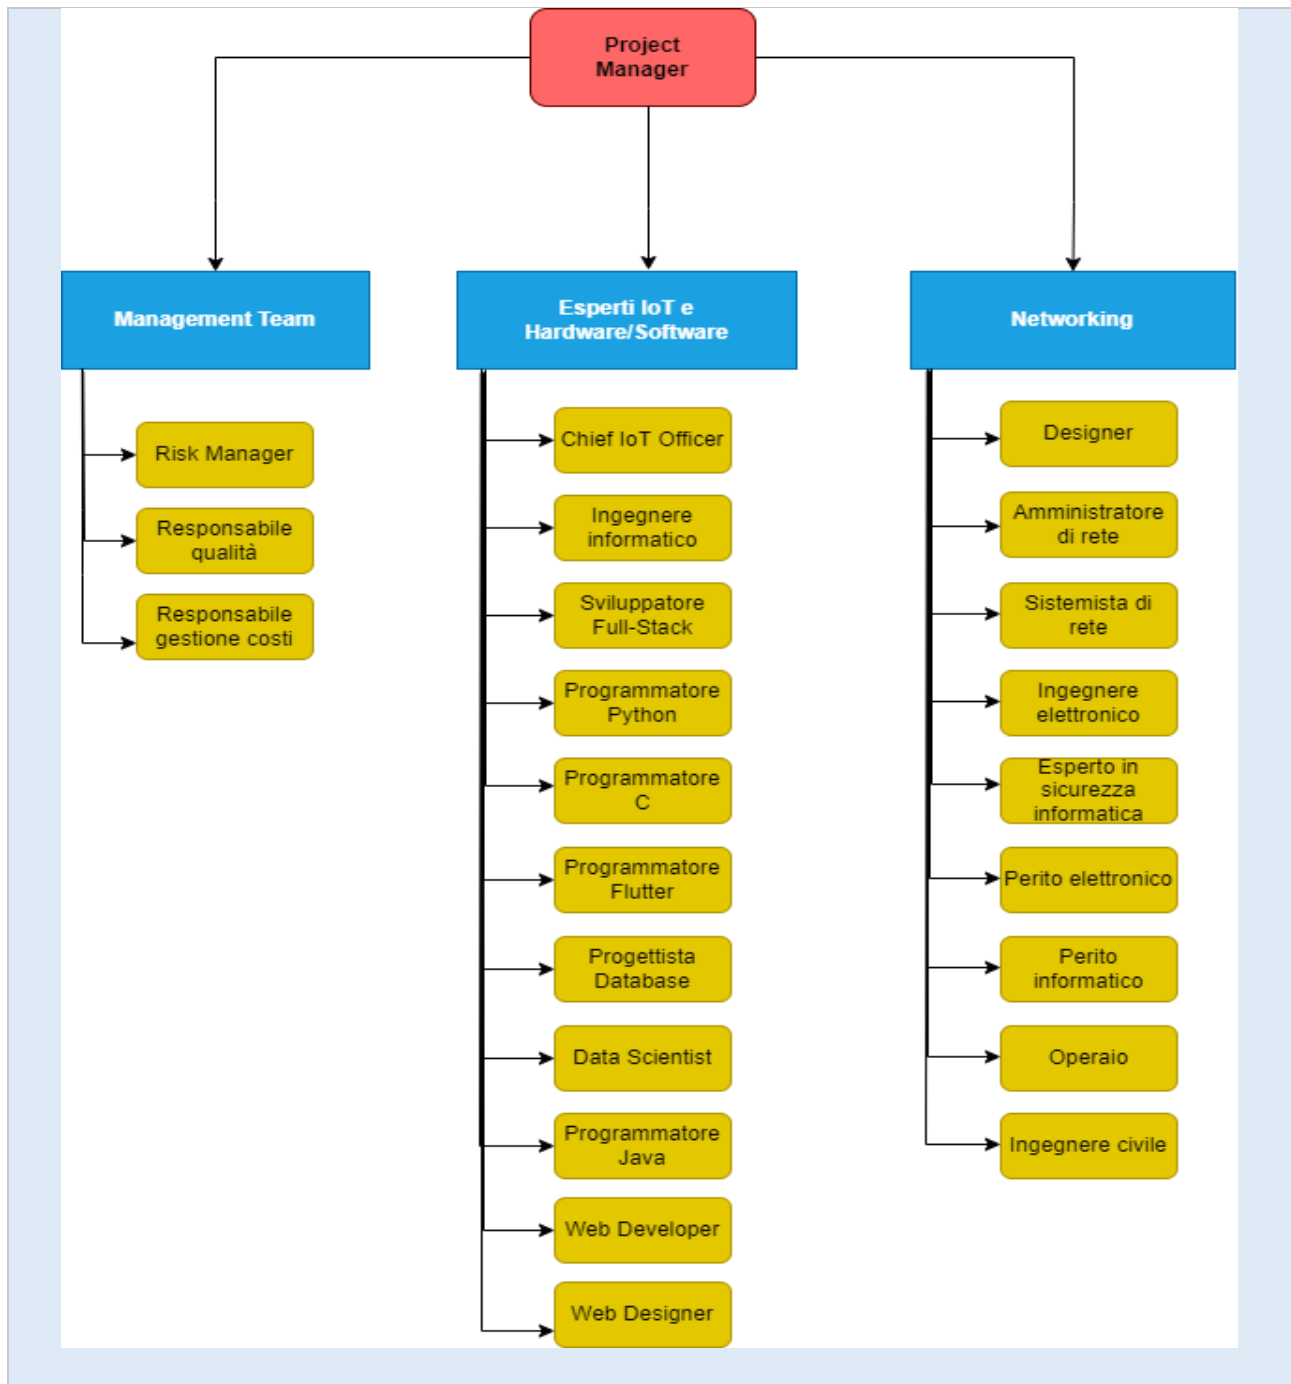 Project
Manager
Management Team
Esperti IoT e
Hardware/Software
Networking
Risk Manager
Responsabile
qualità
Responsabile
gestione costi
Chief IoT Officer
Ingegnere
informatico
Sviluppatore
Full-Stack
Programmatore
Python
Programmatore
C
Programmatore
Flutter
Progettista
Database
Data Scientist
Programmatore
Java
Web Developer
Web Designer
Designer
Amministratore
di rete
Sistemista di
rete
Ingegnere
elettronico
Esperto in
sicurezza
informatica
Perito elettronico
Perito
informatico
Operaio
Ingegnere civile